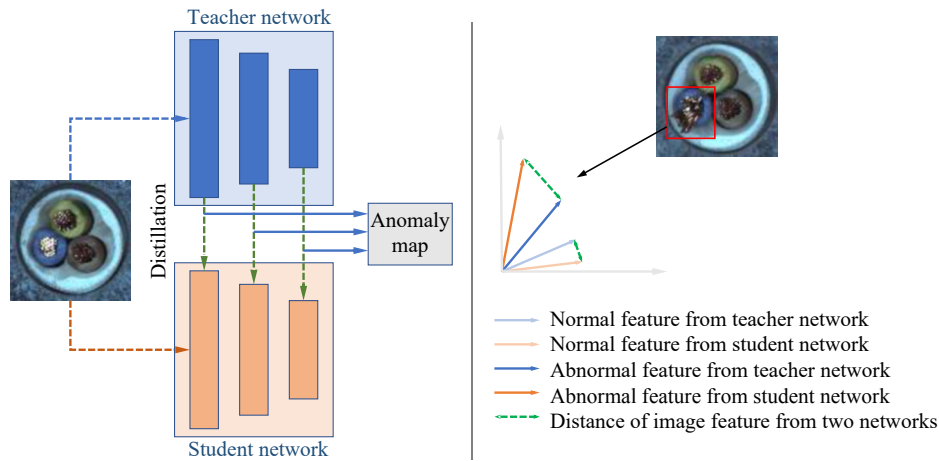 Teacher network
Distillation
Anomaly
map
Student network
Normal feature from teacher network
Normal feature from student network
Abnormal feature from teacher network
Abnormal feature from student network
Distance of image feature from two networks